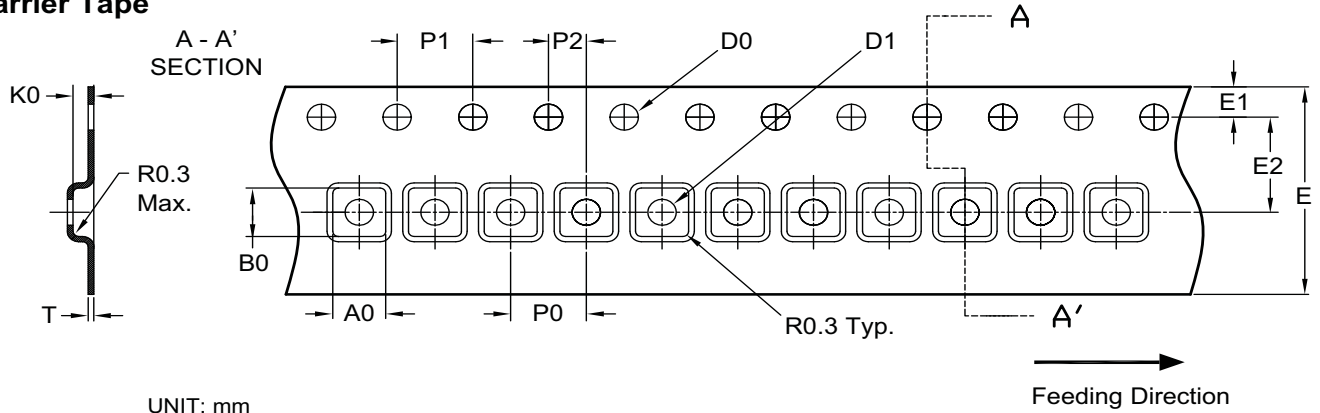 arrier Tape
A - A'
SECTION
P1
P2
D0
D1
A
K0
E1
R0.3
Max.
E2
E
B0
T
A0
P0
R0.3 Typ.
A'
Feeding Direction
UNIT: mm